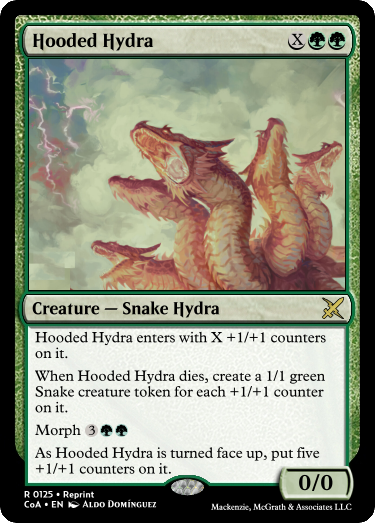 Hooded Hydra X
Creature — Snake Hydra
Hooded Hydra enters with X +1/+1 counters
on it.
When Hooded Hydra dies, create a 1/1 green
Snake creature token for each +1/+1 counter
on it.
Morph 3
As Hooded Hydra is turned face up, put five
+1/+1 counters on it.
0/0
R 0125 • Reprint
CoA • EN Aldo Domínguez
Mackenzie, McGrath & Associates LLC